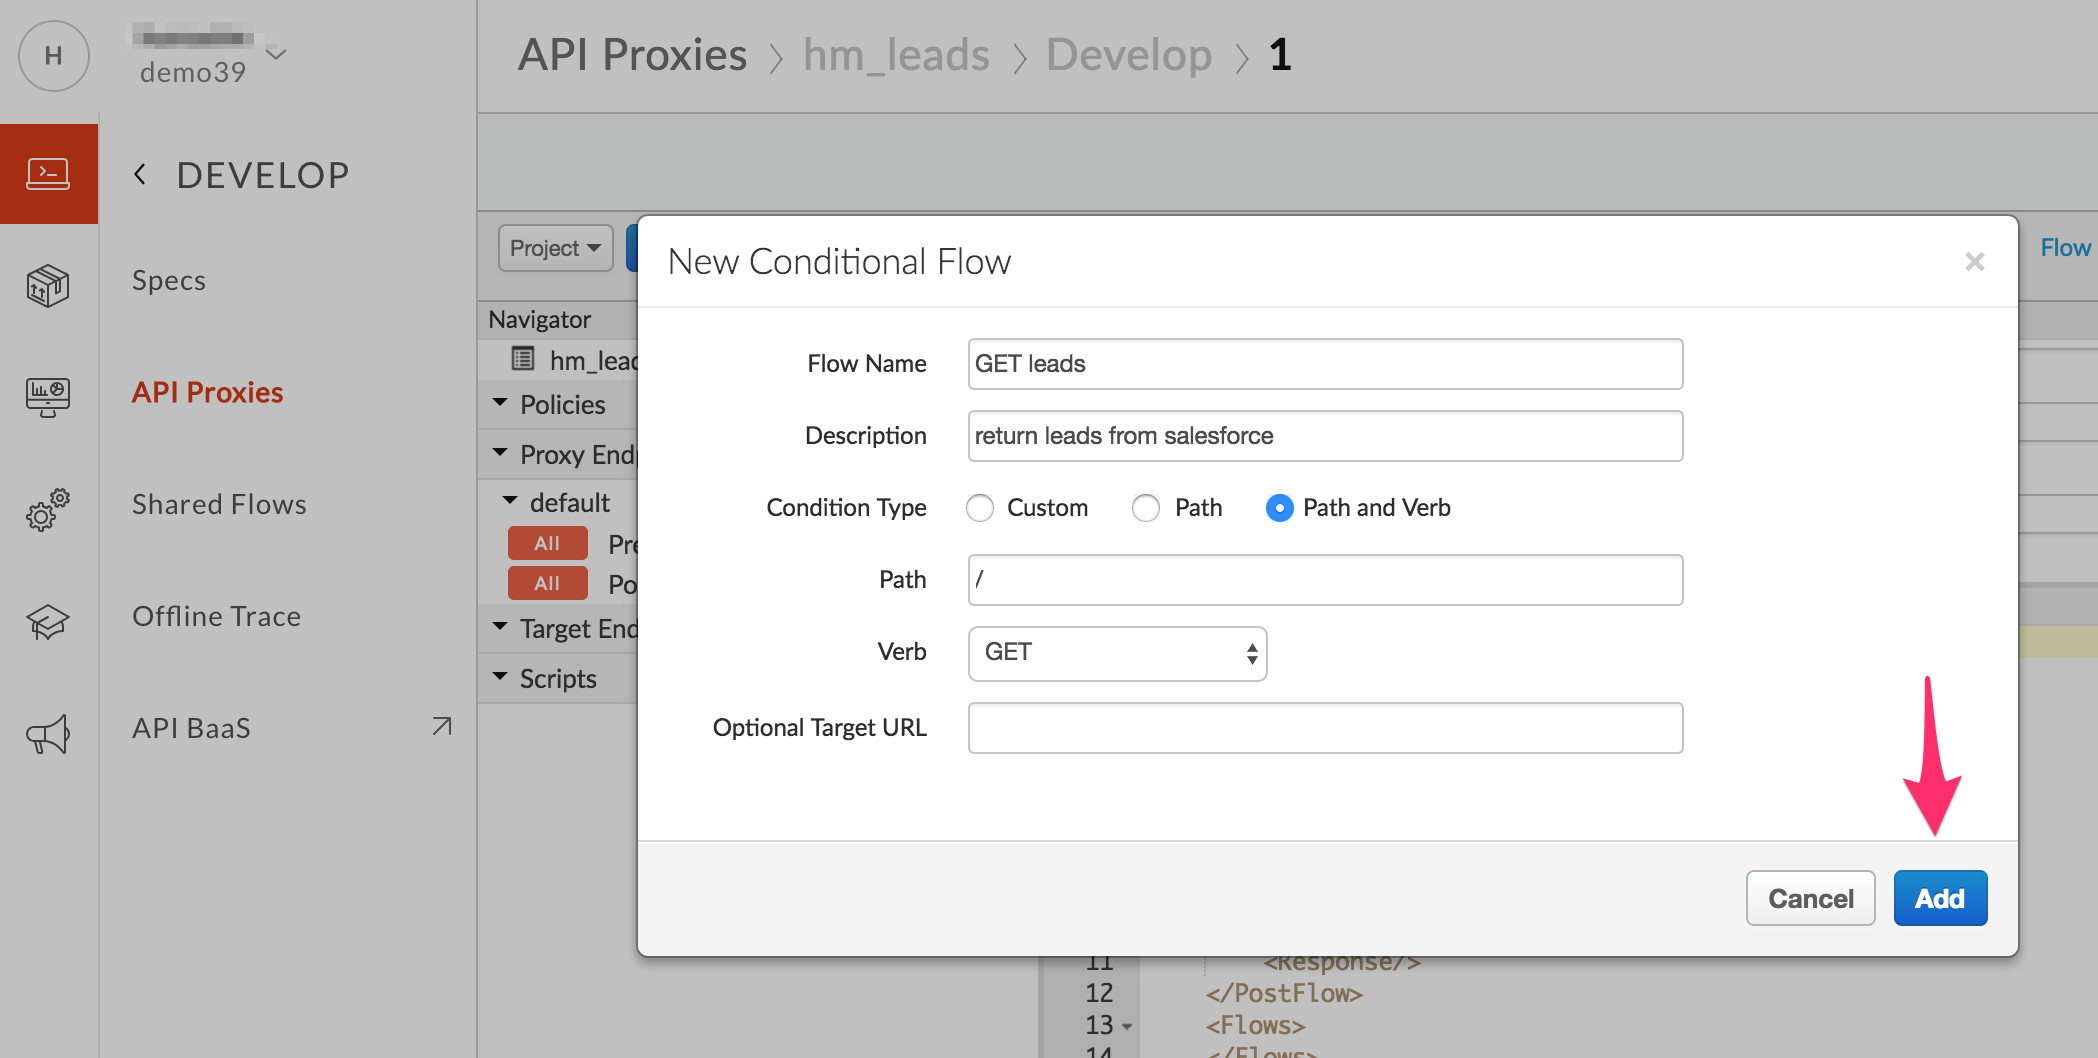 H
demo39
API Proxies > hm_leads > Develop > 1
DEVELOP
Specs
API Proxies
Shared Flows
Offline Trace
API BaaS
Project
Flow
Navigator
hm_lead
Policies
Proxy Endp
default
All Pre
All Po
Target End
Scripts
New Conditional Flow
×
Flow Name GET leads
Description return leads from salesforce
Condition Type Custom Path Path and Verb
Path /
Verb GET
Optional Target URL
Cancel Add
11 <Response/>
12 </PostFlow>
13 <Flows>
14 </Flows>